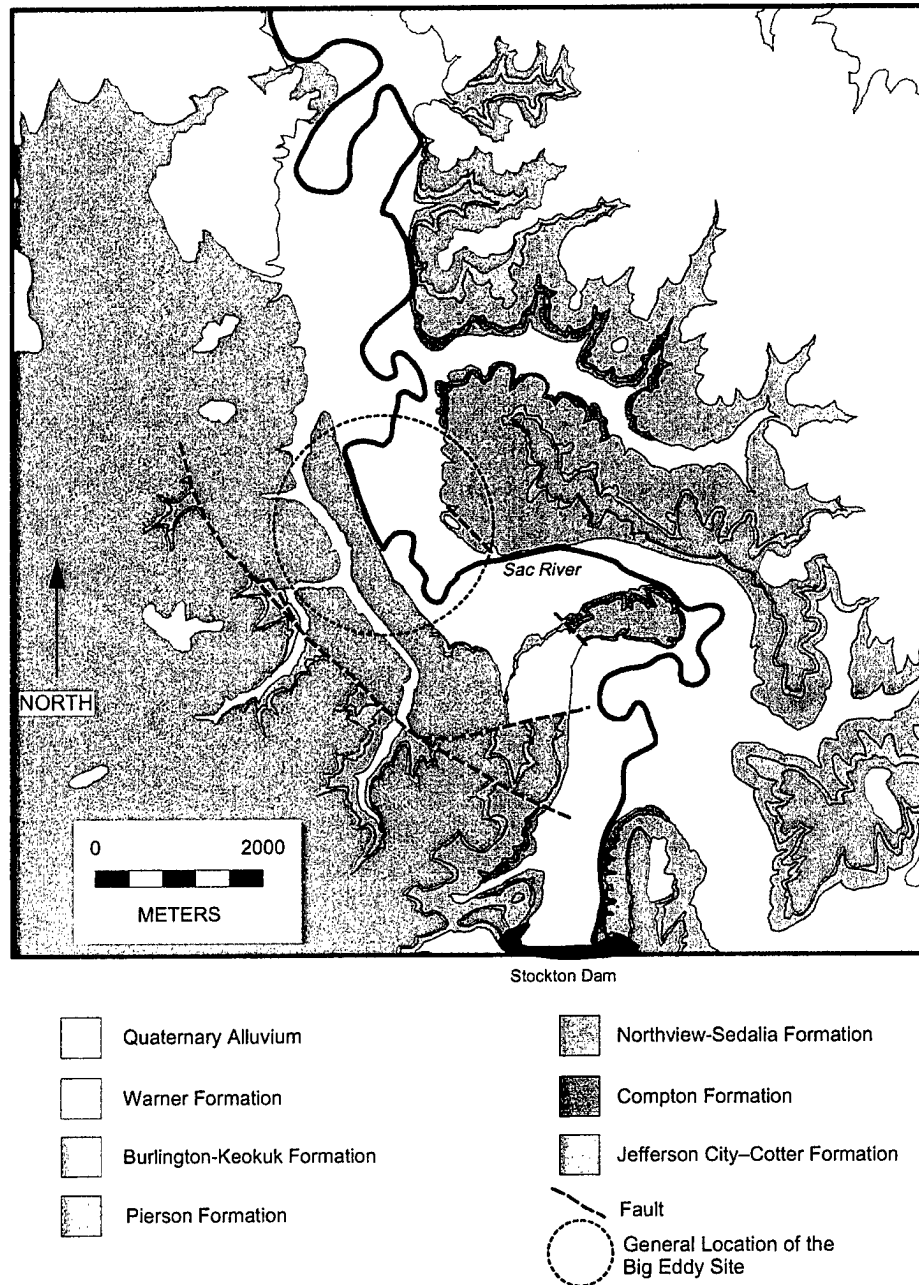 Sac River
NORTH
0 2000
METERS
Stockton Dam
Quaternary Alluvium
Warner Formation
Burlington-Keokuk Formation
Pierson Formation
Northview-Sedalia Formation
Compton Formation
Jefferson City–Cotter Formation
Fault
General Location of the
Big Eddy Site